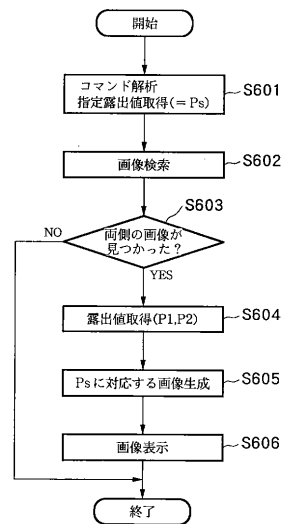 開始
コマンド解析
指定露出値取得(=Ps)
S601
画像検索
S602
S603
両側の画像が
見つかった?
NO
YES
露出値取得(P1,P2)
S604
Psに対応する画像生成
S605
画像表示
S606
終了